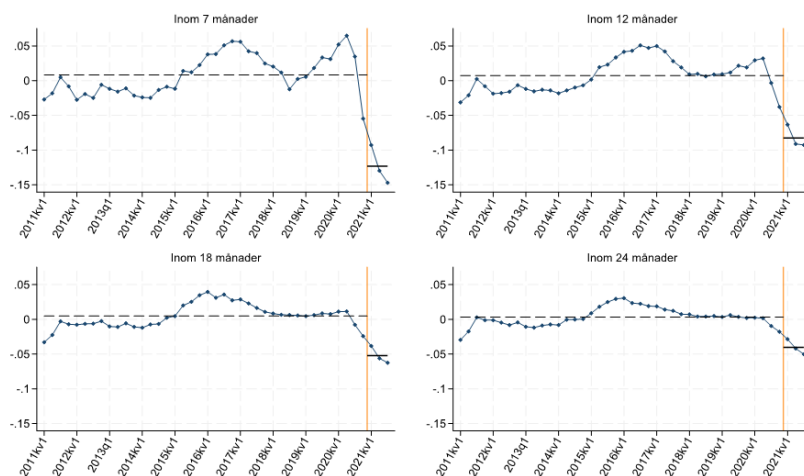 Inom 7 månader
.05
0
-.05
-.1
-.15
2011kv1
2012kv1
2013q1
2014kv1
2015kv1
2016kv1
2017kv1
2018kv1
2019kv1
2020kv1
2021kv1
Inom 12 månader
.05
0
-.05
-.1
-.15
2011kv1
2012kv1
2013q1
2014kv1
2015kv1
2016kv1
2017kv1
2018kv1
2019kv1
2020kv1
2021kv1
Inom 18 månader
.05
0
-.05
-.1
-.15
2011kv1
2012kv1
2013q1
2014kv1
2015kv1
2016kv1
2017kv1
2018kv1
2019kv1
2020kv1
2021kv1
Inom 24 månader
.05
0
-.05
-.1
-.15
2011kv1
2012kv1
2013q1
2014kv1
2015kv1
2016kv1
2017kv1
2018kv1
2019kv1
2020kv1
2021kv1